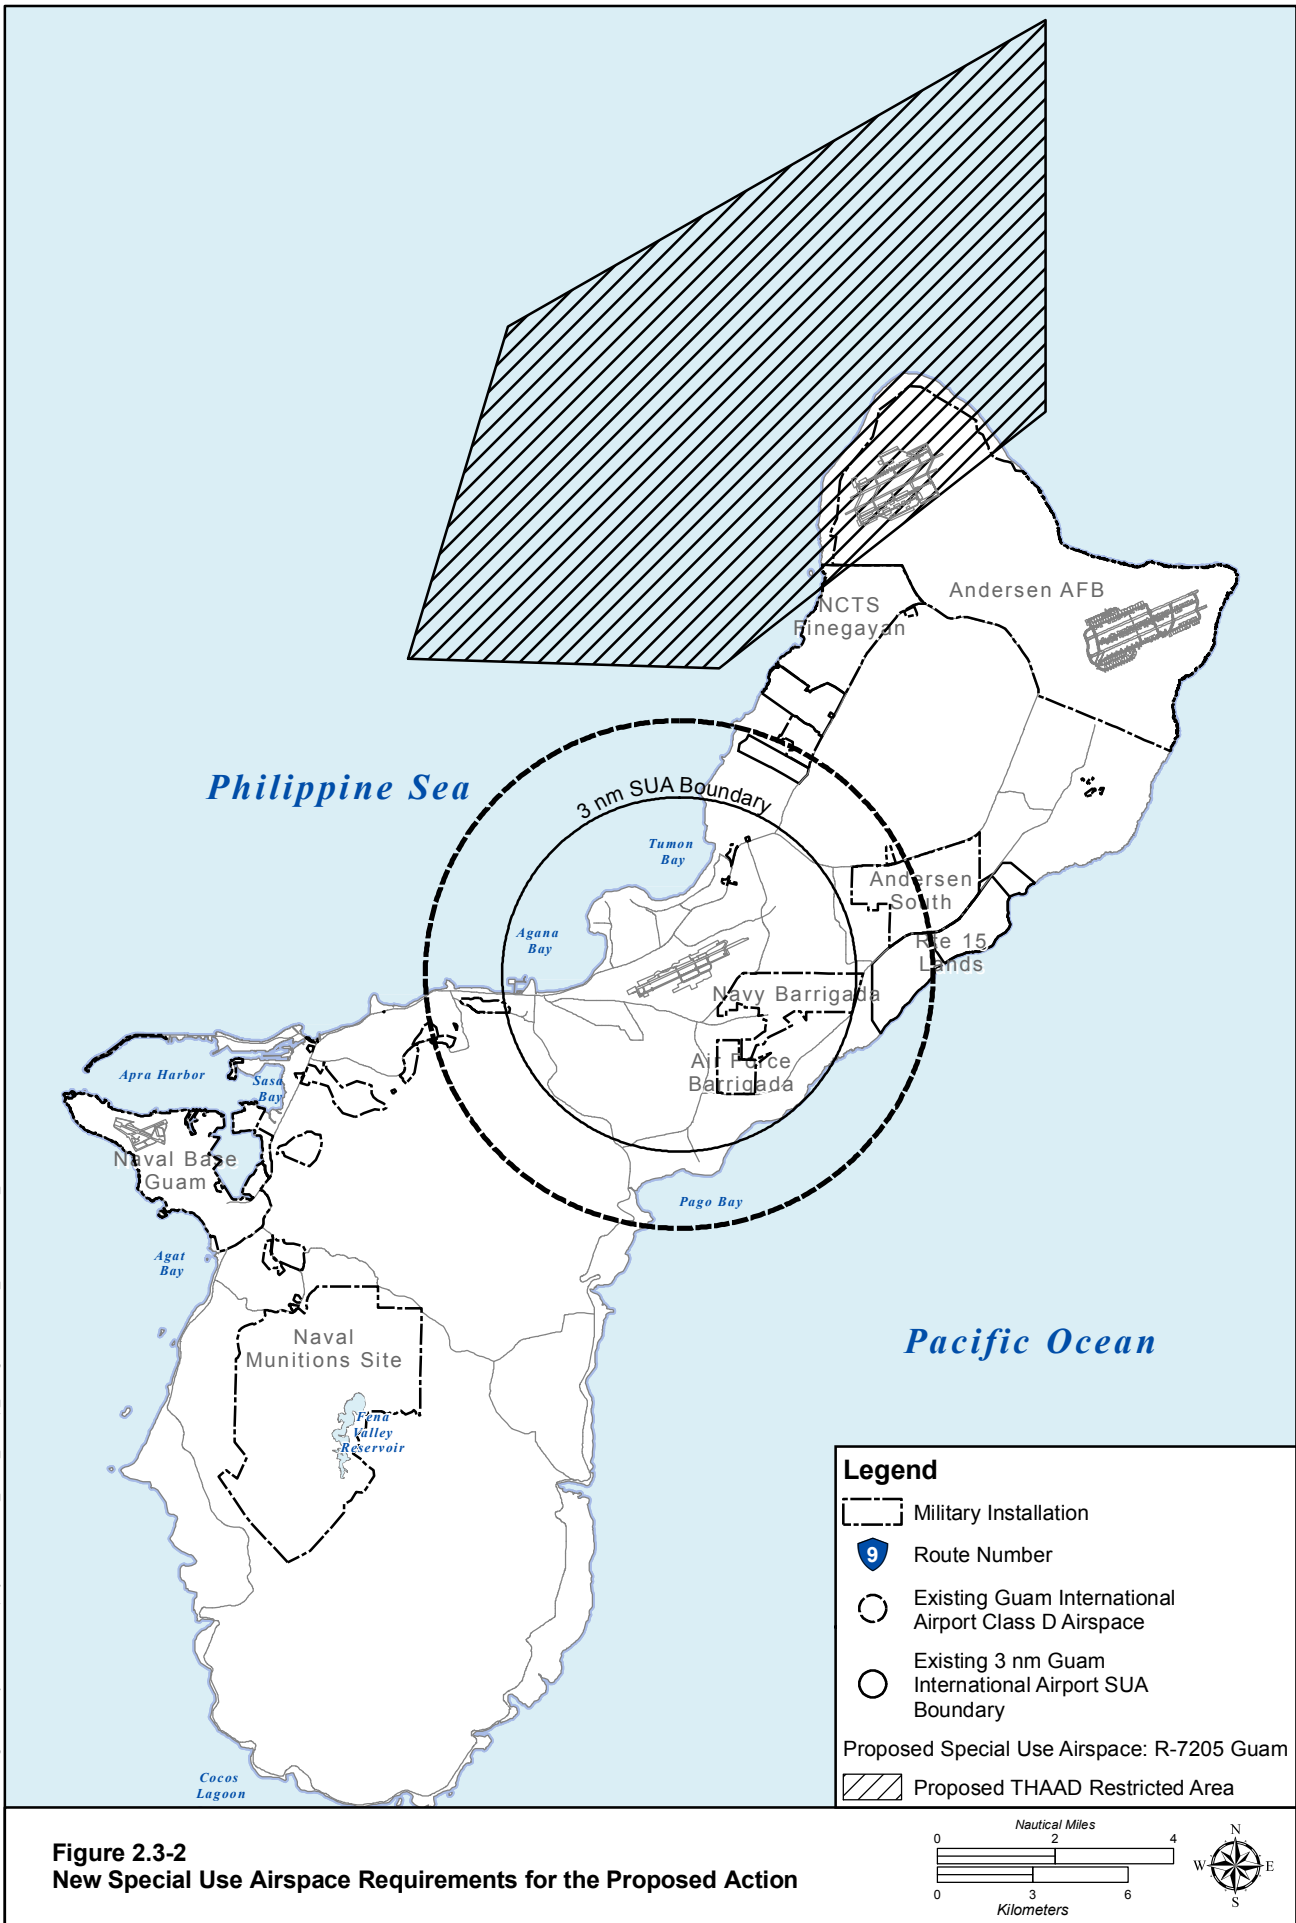 Andersen AFB
NCTS
Finegayan
Philippine Sea
3 nm SUA Boundary
Tumon
Bay
Andersen
South
Agana
Bay
Rte 15
Lands
Navy Barrigada
Air Force
Barrigada
Apra Harbor
Sasa
Bay
Naval Base
Guam
Pago Bay
Agat
Bay
Naval
Munitions Site
Pacific Ocean
Fena
Valley
Reservoir
Cocos
Lagoon
Legend
Military Installation
9
Route Number
Existing Guam International
Airport Class D Airspace
Existing 3 nm Guam
International Airport SUA
Boundary
Proposed Special Use Airspace: R-7205 Guam
Proposed THAAD Restricted Area
Figure 2.3-2
New Special Use Airspace Requirements for the Proposed Action
Nautical Miles
0 2 4
0 3 6
Kilometers
N
W E
S